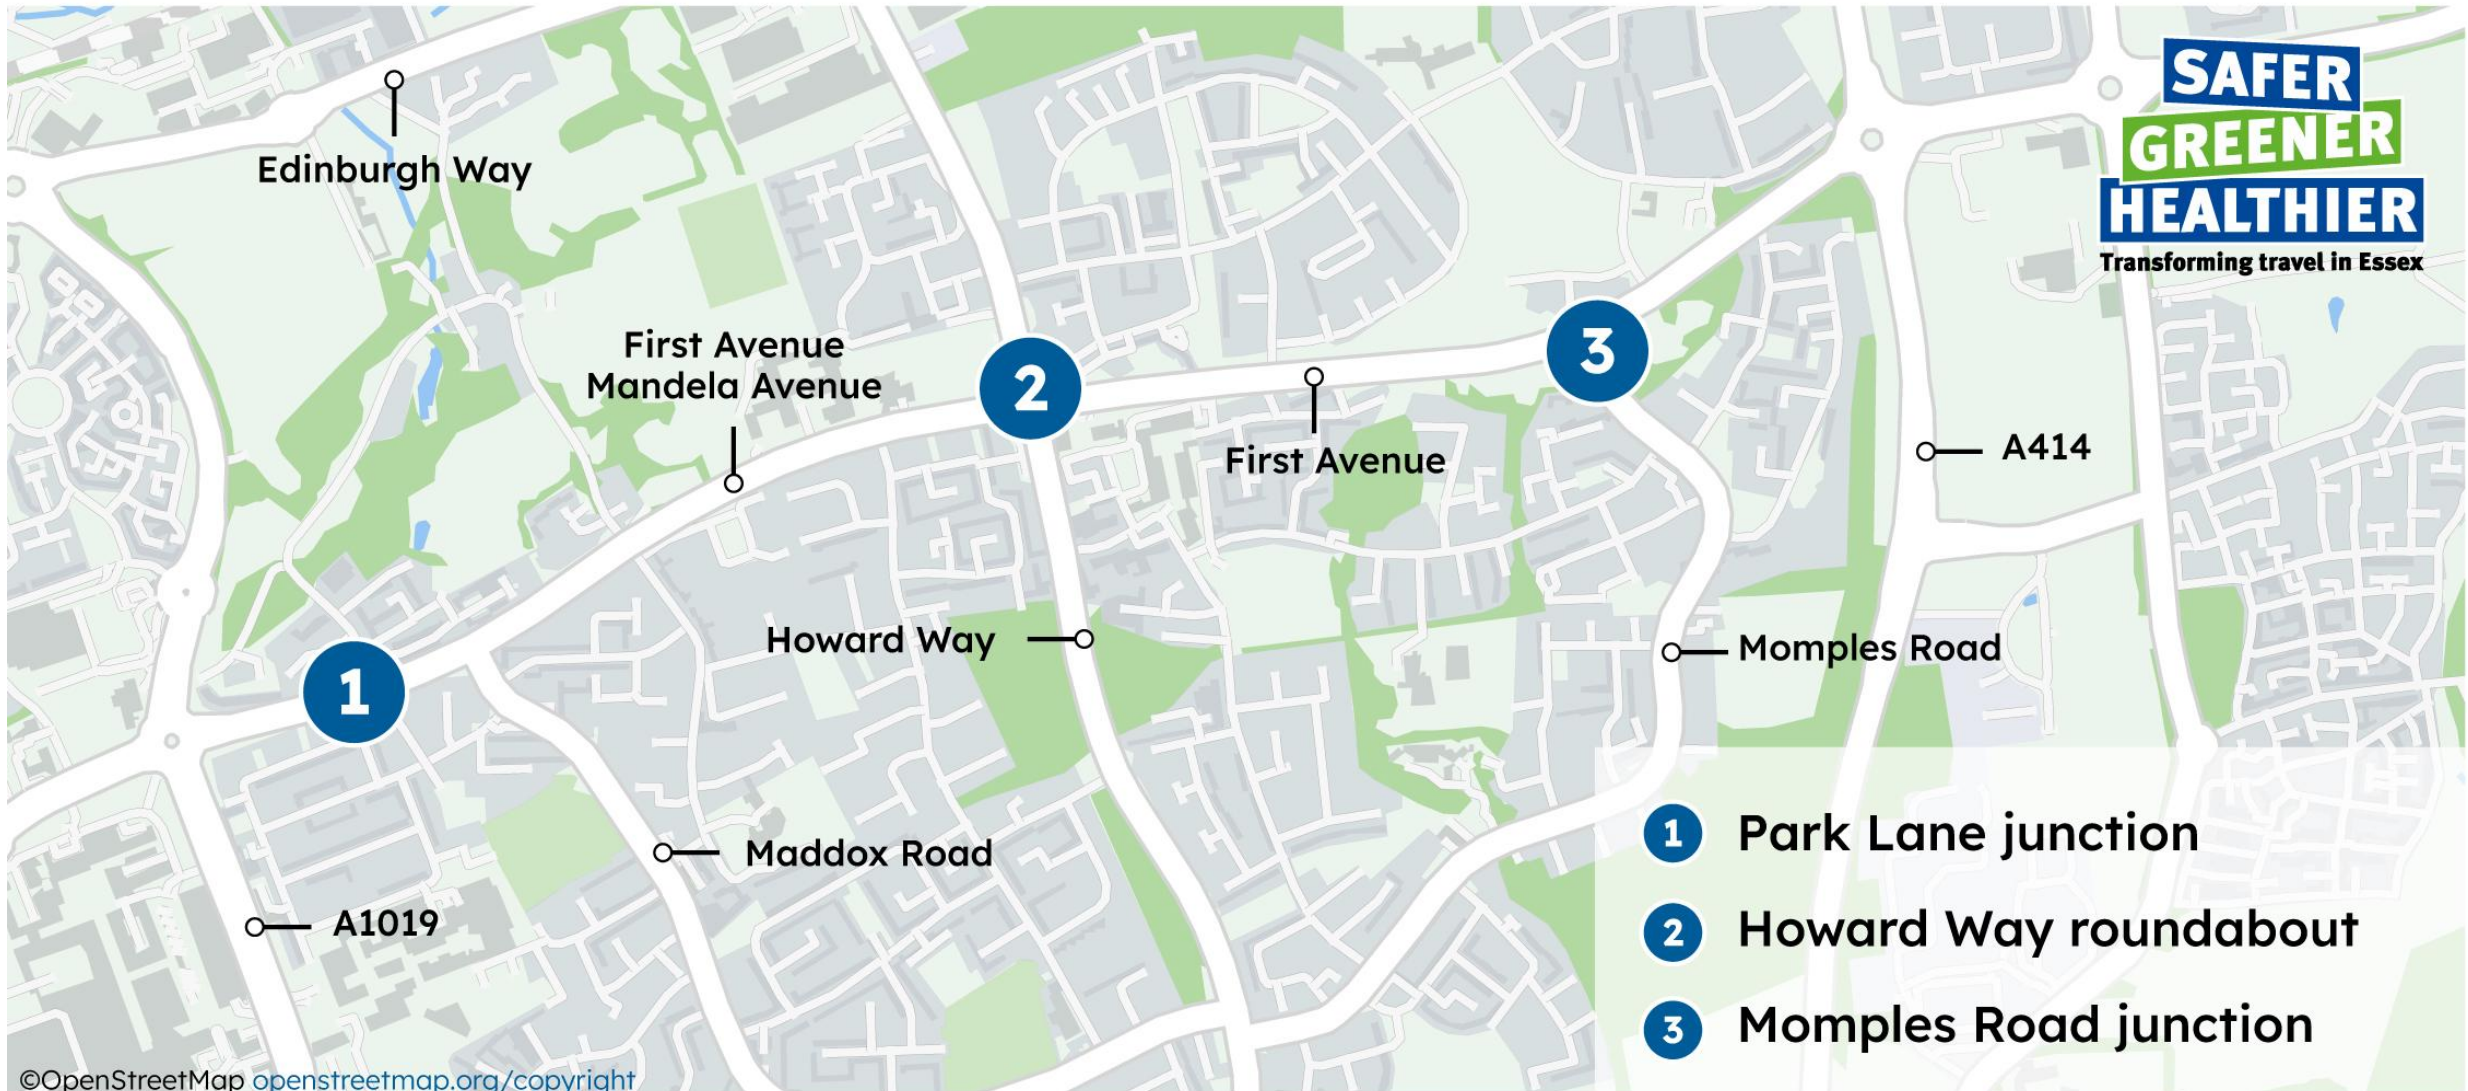 SAFER
GREENER
HEALTHIER
Transforming travel in Essex
Edinburgh Way
First Avenue
Mandela Avenue
2
3
First Avenue
A414
Howard Way
Momples Road
1
Maddox Road
A1019
1 Park Lane junction
2 Howard Way roundabout
3 Momples Road junction
©OpenStreetMap openstreetmap.org/copyright